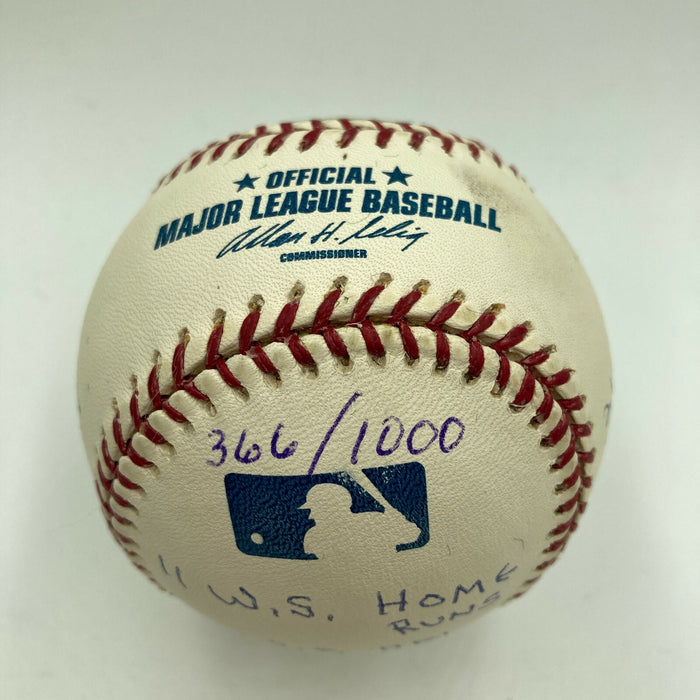 ★ OFFICIAL ★
MAJOR LEAGUE BASEBALL
Allan H. Selig
COMMISSIONER
366/1000
11 W.S. HOME
RUNS